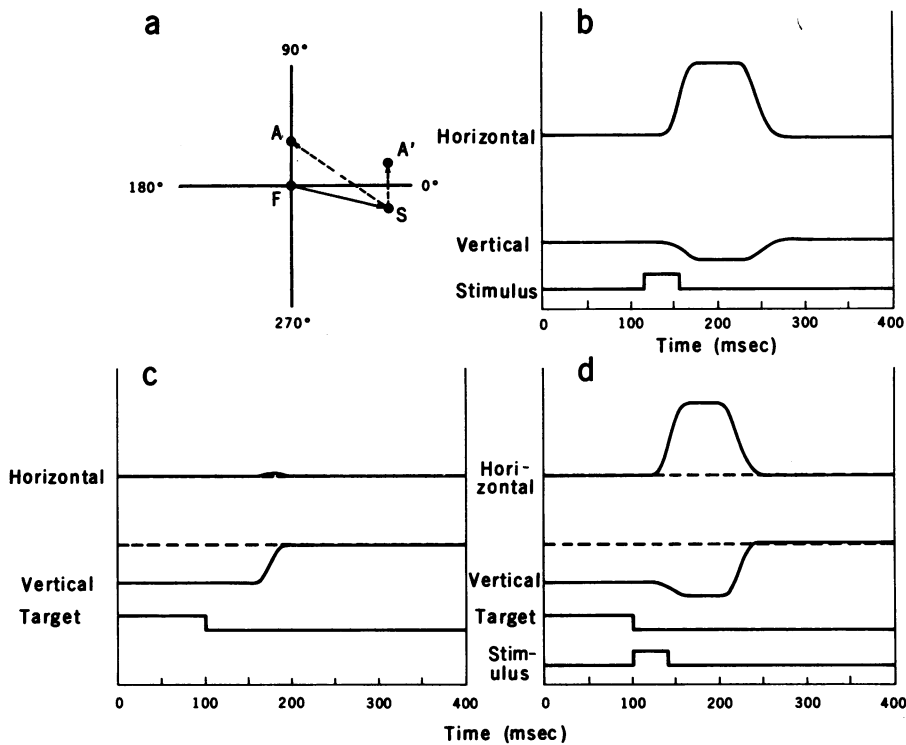 a
90°
A
A'
180°
0°
F
S
270°
b
Horizontal
Vertical
Stimulus
0 100 200 300 400
Time (msec)
c
Horizontal
Vertical
Target
0 100 200 300 400
d
Hori-
zontal
Vertical
Target
Stim-
ulus
0 100 200 300 400
Time (msec)